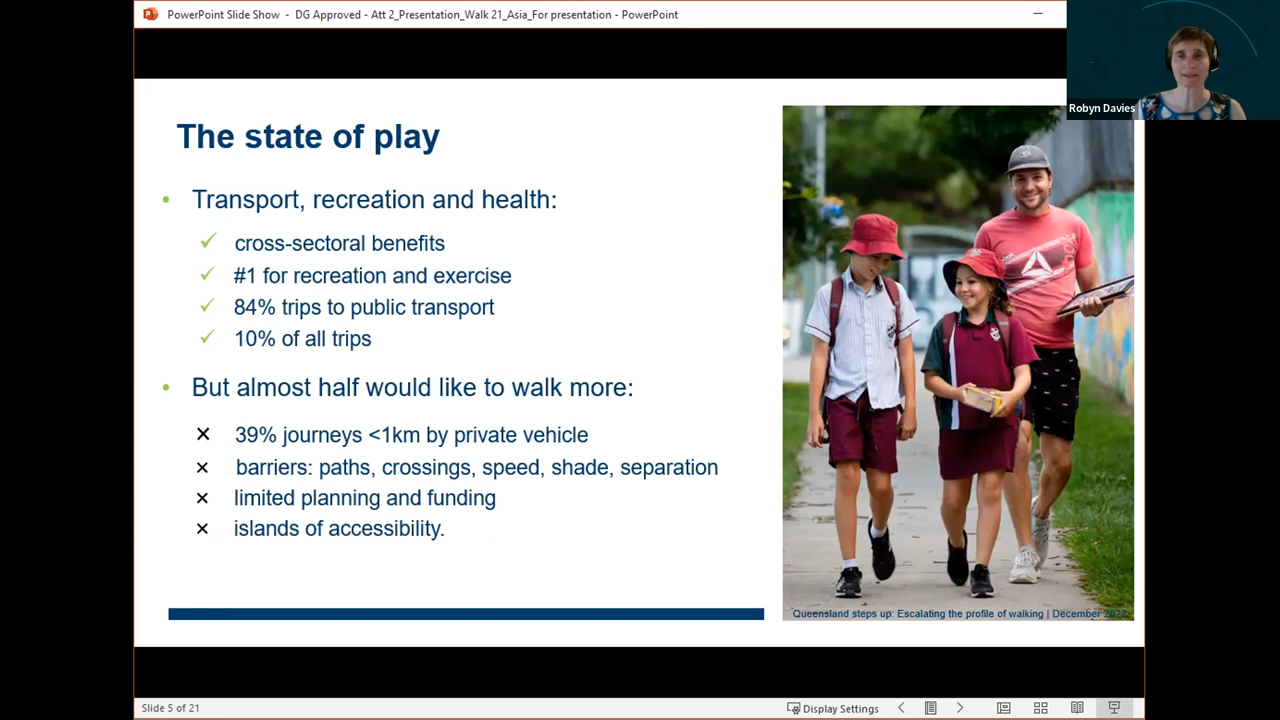 PowerPoint Slide Show - DG Approved - Att 2_Presentation_Walk 21_Asia_For presentation - PowerPoint
Robyn Davies
The state of play
• Transport, recreation and health:
✓ cross-sectoral benefits
✓ #1 for recreation and exercise
✓ 84% trips to public transport
✓ 10% of all trips
• But almost half would like to walk more:
× 39% journeys <1km by private vehicle
× barriers: paths, crossings, speed, shade, separation
× limited planning and funding
× islands of accessibility.
Queensland steps up: Escalating the profile of walking | December 2022
Slide 5 of 21
Display Settings